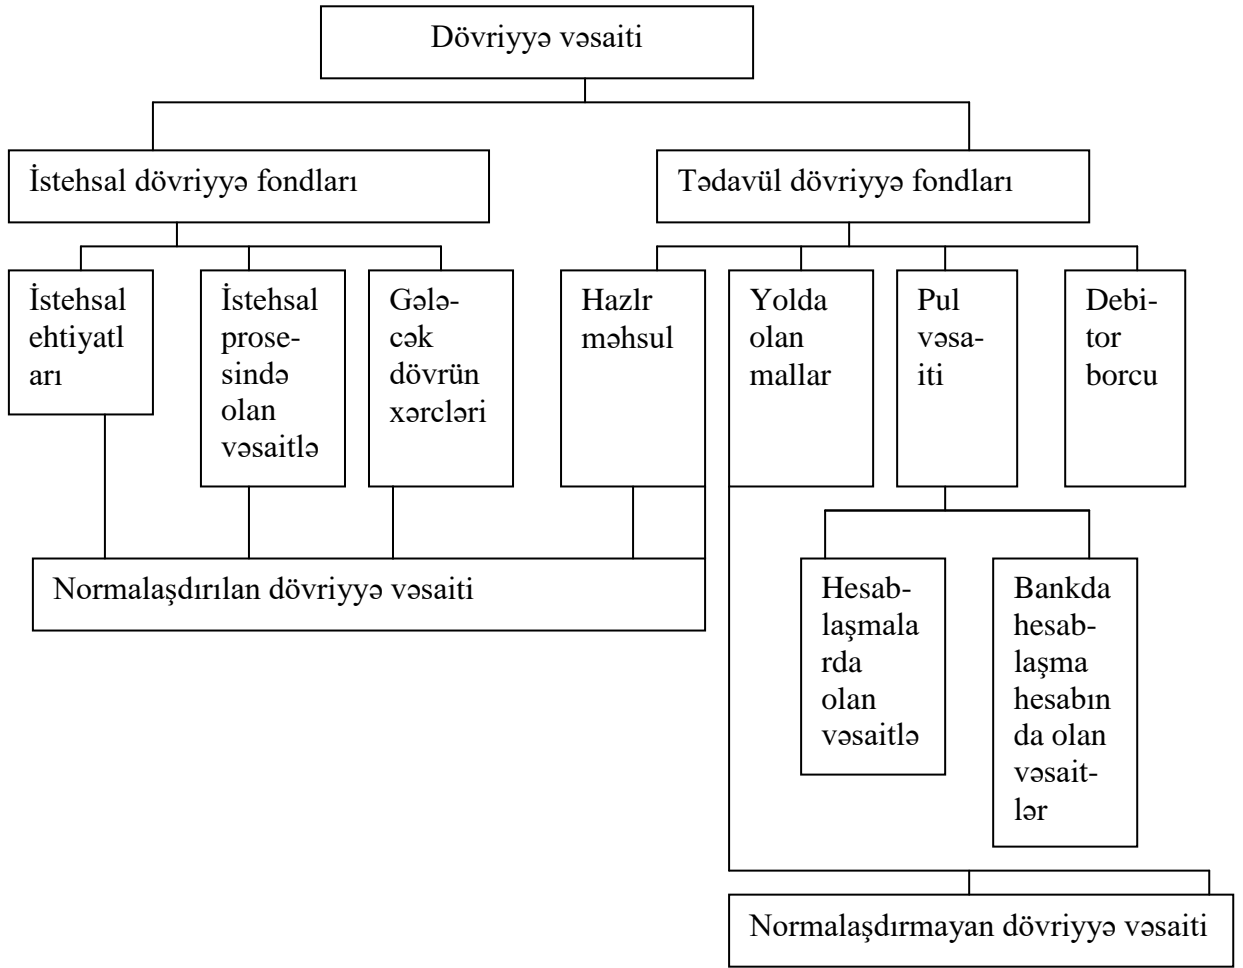 Dövriyyə vəsaiti
İstehsal dövriyyə fondları
Tədavül dövriyyə fondları
İstehsal
ehtiyatl
arı
İstehsal
prose-
sində
olan
vəsaitlə
Gələ-
cək
dövrün
xərcləri
Hazlr
məhsul
Yolda
olan
mallar
Pul
vəsa-
iti
Debi-
tor
borcu
Normalaşdırılan dövriyyə vəsaiti
Hesab-
laşmala
rda
olan
vəsaitlə
Bankda
hesab-
laşma
hesabın
da olan
vəsait-
lər
Normalaşdırmayan dövriyyə vəsaiti